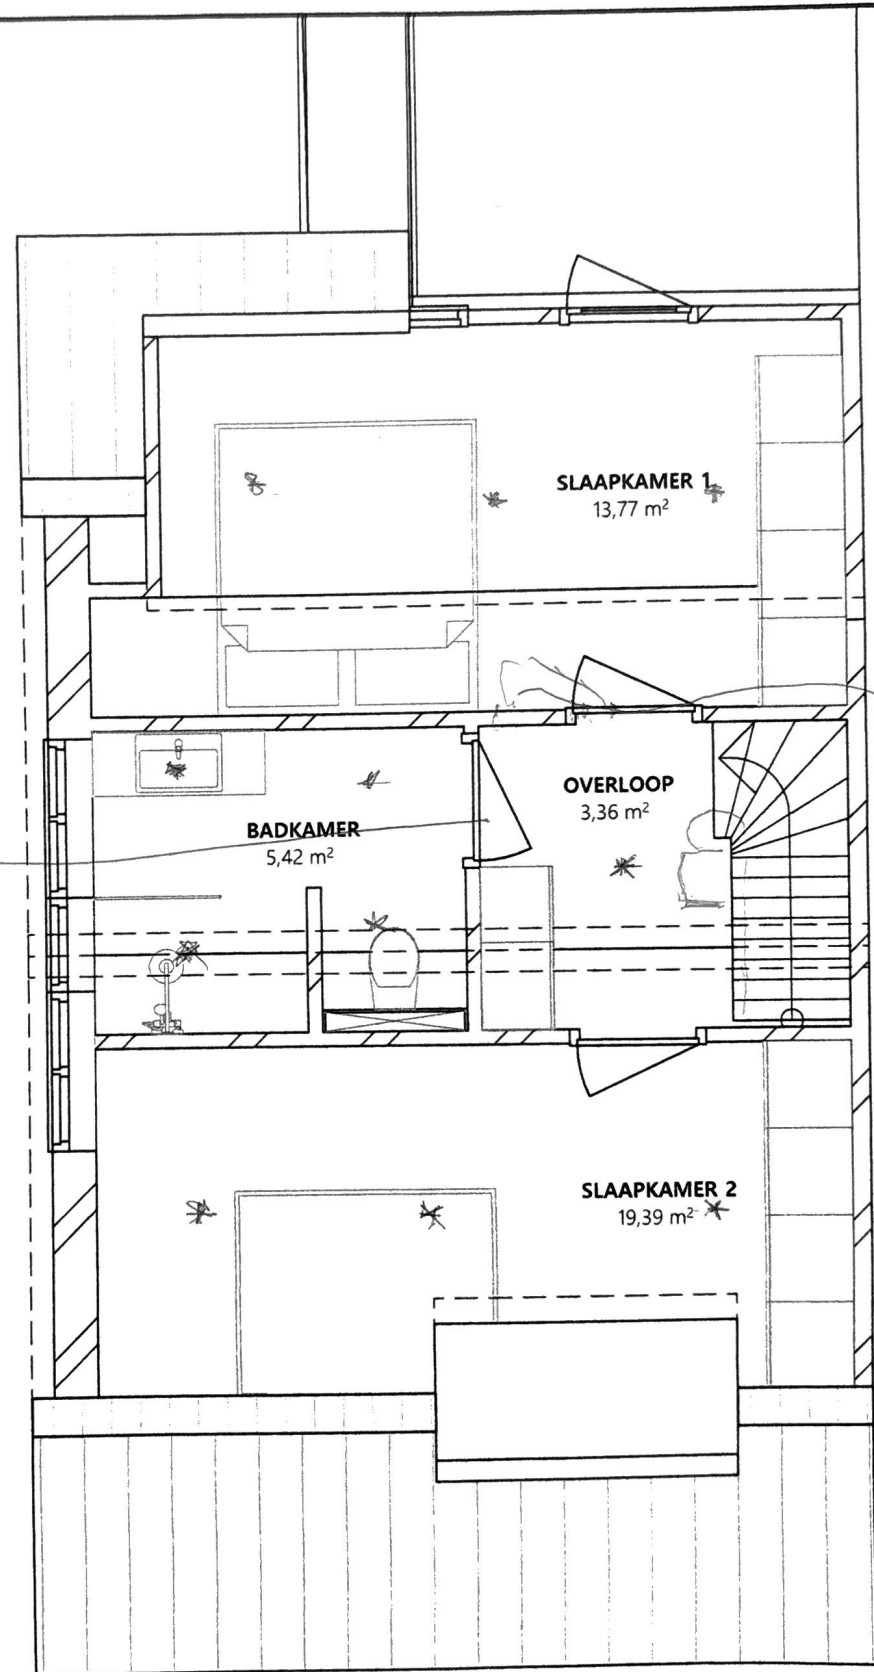 SLAAPKAMER 1
13,77 m²
OVERLOOP
3,36 m²
BADKAMER
5,42 m²
SLAAPKAMER 2
19,39 m²